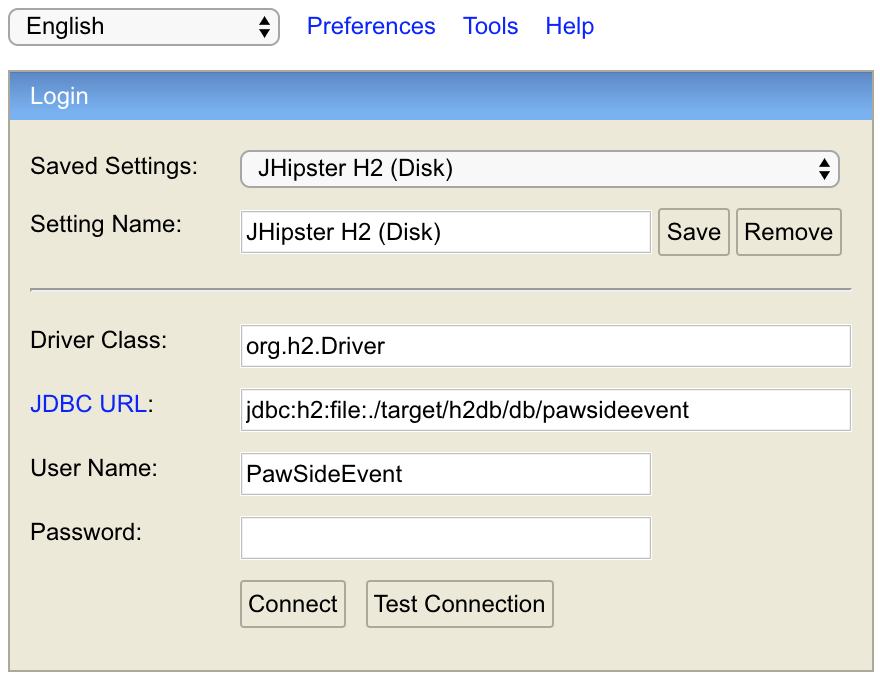 English Preferences Tools Help
Login
Saved Settings: JHipster H2 (Disk)
Setting Name: JHipster H2 (Disk) Save Remove
Driver Class: org.h2.Driver
JDBC URL: jdbc:h2:file:./target/h2db/db/pawsideevent
User Name: PawSideEvent
Password:
Connect Test Connection